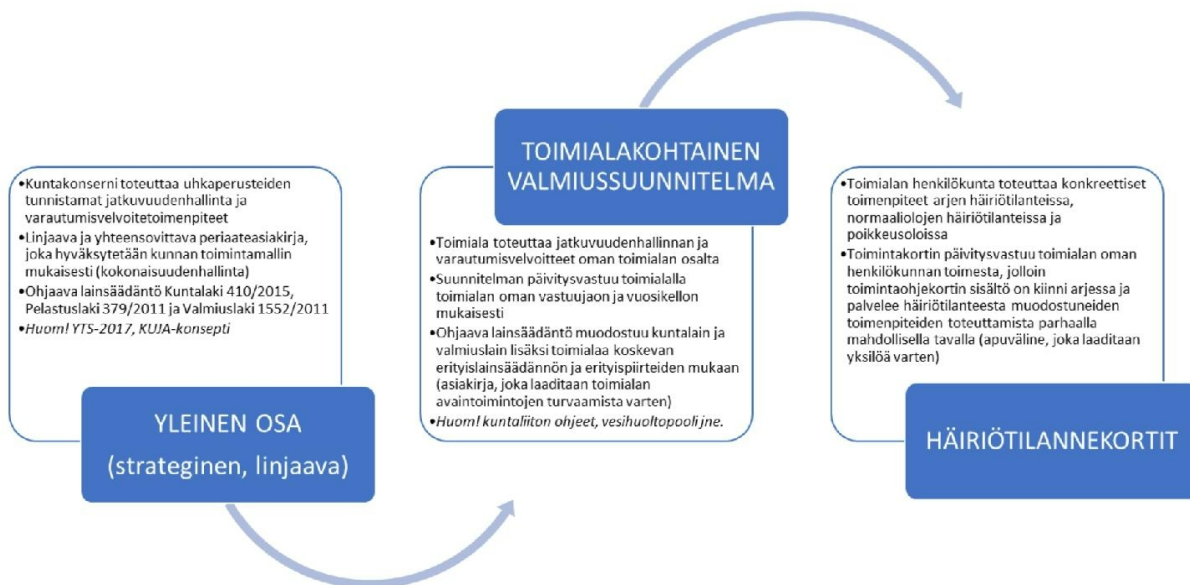 •Kuntakonserni toteuttaa uhkaperusteiden
tunnistamat jatkuvuudenhallinta ja
varautumisvelvoitetoimenpiteet
•Linjaava ja yhteensovittava periaateasiakirja,
joka hyväksytetään kunnan toimintamallin
mukaisesti (kokonaisuudenhallinta)
•Ohjaava lainsäädäntö Kuntalaki 410/2015,
Pelastuslaki 379/2011 ja Valmiuslaki 1552/2011
•Huom! YTS-2017, KUJA-konsepti
YLEINEN OSA
(strateginen, linjaava)
TOIMIALAKOHTAINEN
VALMIUSSUUNNITELMA
•Toimiala toteuttaa jatkuvuudenhallinnan ja
varautumisvelvoitteet oman toimialan osalta
•Suunnitelman päivitysvastuu toimialalla
toimialan oman vastuujaon ja vuosikellon
mukaisesti
•Ohjaava lainsäädäntö muodostuu kuntalain ja
valmiuslain lisäksi toimialaa koskevan
erityislainsäädännön ja erityispiirteiden mukaan
(asiakirja, joka laaditaan toimialan
avaintoimintojen turvaamista varten)
•Huom! kuntaliiton ohjeet, vesihuoltopooli jne.
•Toimialan henkilökunta toteuttaa konkreettiset
toimenpiteet arjen häiriötilanteissa,
normaaliolojen häiriötilanteissa ja
poikkeusoloissa
•Toimintakortin päivitysvastuu toimialan oman
henkilökunnan toimesta, jolloin
toimintaohjekortin sisältö on kiinni arjessa ja
palvelee häiriötilanteesta muodostuneiden
toimenpiteiden toteuttamista parhaalla
mahdollisella tavalla (apuväline, joka laaditaan
yksilöä varten)
HÄIRIÖTILANNEKORTIT